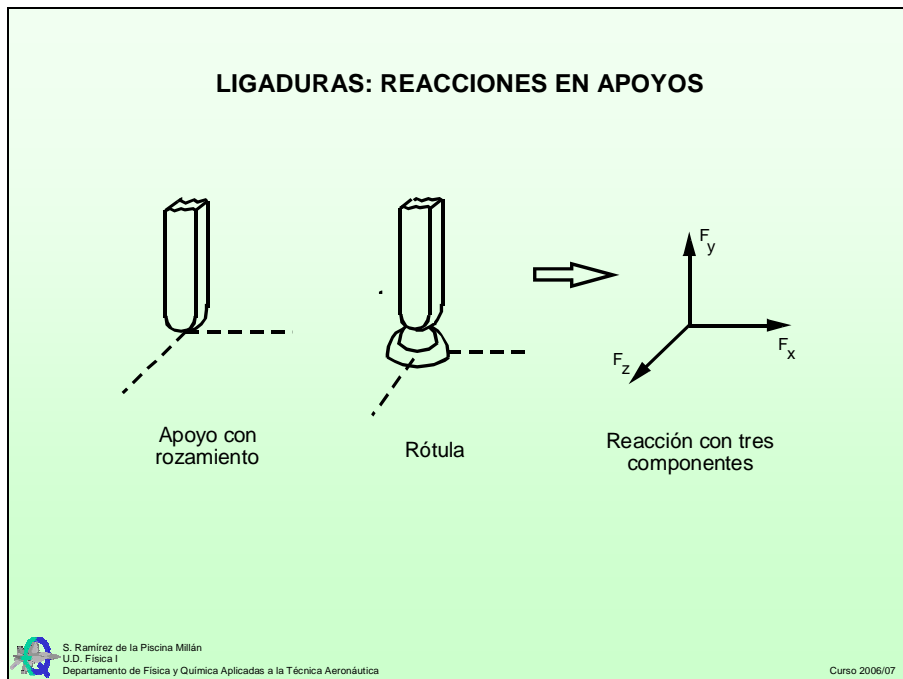 LIGADURAS: REACCIONES EN APOYOS
F
y
F
x
F
z
Apoyo con
rozamiento
Rótula
Reacción con tres
componentes
S. Ramírez de la Piscina Millán
U.D. Física I
Departamento de Física y Química Aplicadas a la Técnica Aeronáutica
Curso 2006/07